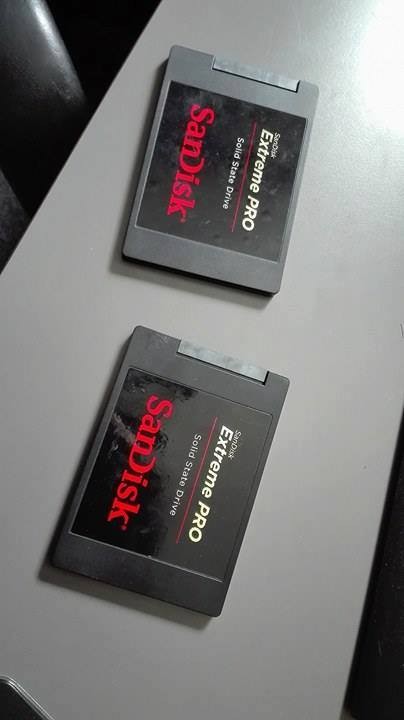 SanDisk
Extreme PRO
Solid State Drive
SanDisk
SanDisk
Extreme PRO
Solid State Drive
SanDisk